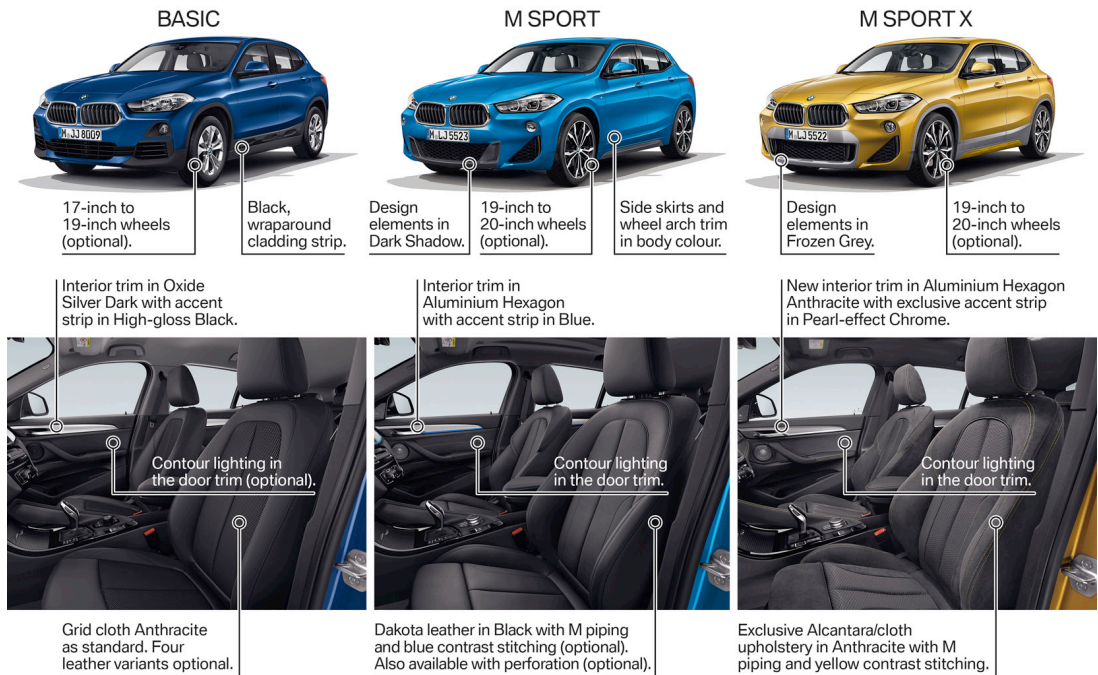 BASIC
M SPORT
M SPORT X
M JJ 8009
M LJ 5523
M LJ 5522
17-inch to
19-inch wheels
(optional).
Black,
wraparound
cladding strip.
Design
elements in
Dark Shadow.
19-inch to
20-inch wheels
(optional).
Side skirts and
wheel arch trim
in body colour.
Design
elements in
Frozen Grey.
19-inch to
20-inch wheels
(optional).
Interior trim in Oxide
Silver Dark with accent
strip in High-gloss Black.
Interior trim in
Aluminium Hexagon
with accent strip in Blue.
New interior trim in Aluminium Hexagon
Anthracite with exclusive accent strip
in Pearl-effect Chrome.
Contour lighting in
the door trim (optional).
Contour lighting
in the door trim.
Contour lighting
in the door trim.
Grid cloth Anthracite
as standard. Four
leather variants optional.
Dakota leather in Black with M piping
and blue contrast stitching (optional).
Also available with perforation (optional).
Exclusive Alcantara/cloth
upholstery in Anthracite with M
piping and yellow contrast stitching.